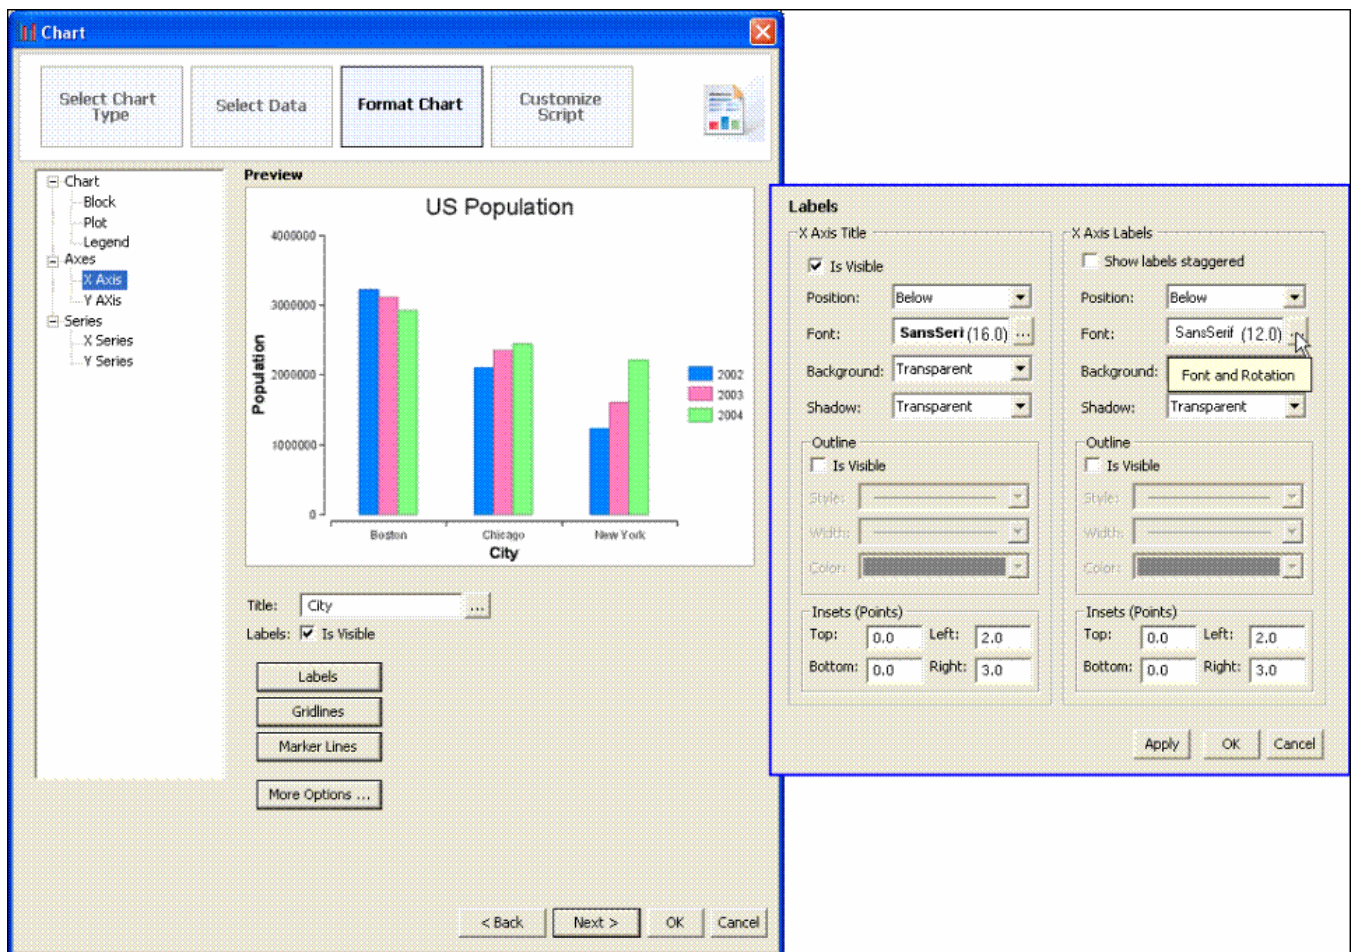 Chart
Select Chart
Type
Select Data
Format Chart
Customize
Script
Chart
Block
Plot
Legend
Axes
X Axis
Y AXis
Series
X Series
Y Series
Preview
US Population
4000000
3000000
2000000
1000000
0
Population
Boston
Chicago
New York
City
2002
2003
2004
Title: City ...
Labels: Is Visible
Labels
Gridlines
Marker Lines
More Options ...
< Back Next > OK Cancel
Labels
X Axis Title
Is Visible
Position: Below
Font: SansSeri (16.0) ...
Background: Transparent
Shadow: Transparent
Outline
Is Visible
Style:
Width:
Color:
Insets (Points)
Top: 0.0 Left: 2.0
Bottom: 0.0 Right: 3.0
X Axis Labels
Show labels staggered
Position: Below
Font: SansSerif (12.0) ...
Background:
Font and Rotation
Shadow: Transparent
Outline
Is Visible
Style:
Width:
Color:
Insets (Points)
Top: 0.0 Left: 2.0
Bottom: 0.0 Right: 3.0
Apply OK Cancel